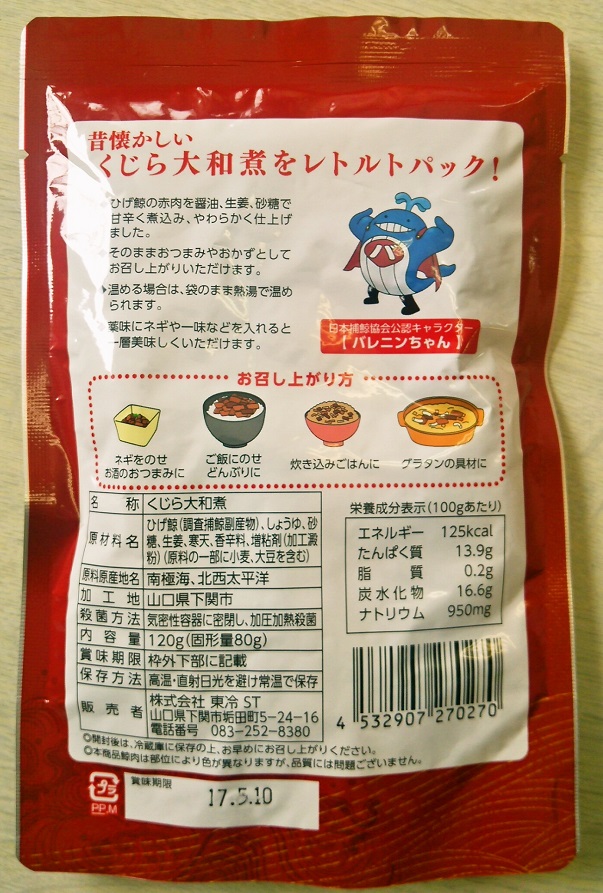 昔懐かしい
くじら大和煮をレトルトパック!
ひげ鯨の赤肉を醤油、生姜、砂糖で
甘辛く煮込み、やわらかく仕上げ
ました。
そのままおつまみやおかずとして
お召し上がりいただけます。
温める場合は、袋のまま熱湯で温め
られます。
薬味にネギや一味などを入れると
一層美味しくいただけます。
八
日本捕鯨協会公認キャラクター
【バレニンちゃん】
お召し上がり方
ネギをのせ
お酒のおつまみに
ご飯にのせ
どんぶりに
炊き込みごはんに
グラタンの具材に
名称 くじら大和煮
原材料名 ひげ鯨(調査捕鯨副産物)、しょうゆ、砂
糖、生姜、寒天、香辛料、増粘剤(加工澱
粉)(原料の一部に小麦、大豆を含む)
原料原産地名 南極海、北西太平洋
加工地 山口県下関市
殺菌方法 気密性容器に密閉し、加圧加熱殺菌
内容量 120g(固形量80g)
賞味期限 枠外下部に記載
保存方法 高温・直射日光を避け常温で保存
販売者 株式会社 東冷ST
山口県下関市垢田町5-24-16
電話番号 083-252-8380
栄養成分表示(100gあたり)
エネルギー 125kcal
たんぱく質 13.9g
脂質 0.2g
炭水化物 16.6g
ナトリウム 950mg
4 532907 270270
◎開封後は、冷蔵庫に保存の上、お早めにお召し上がりください。
◎本商品鯨肉は部位により色が異なりますが、品質には問題ございません。
プラ
PP,M
賞味期限
17.5.10